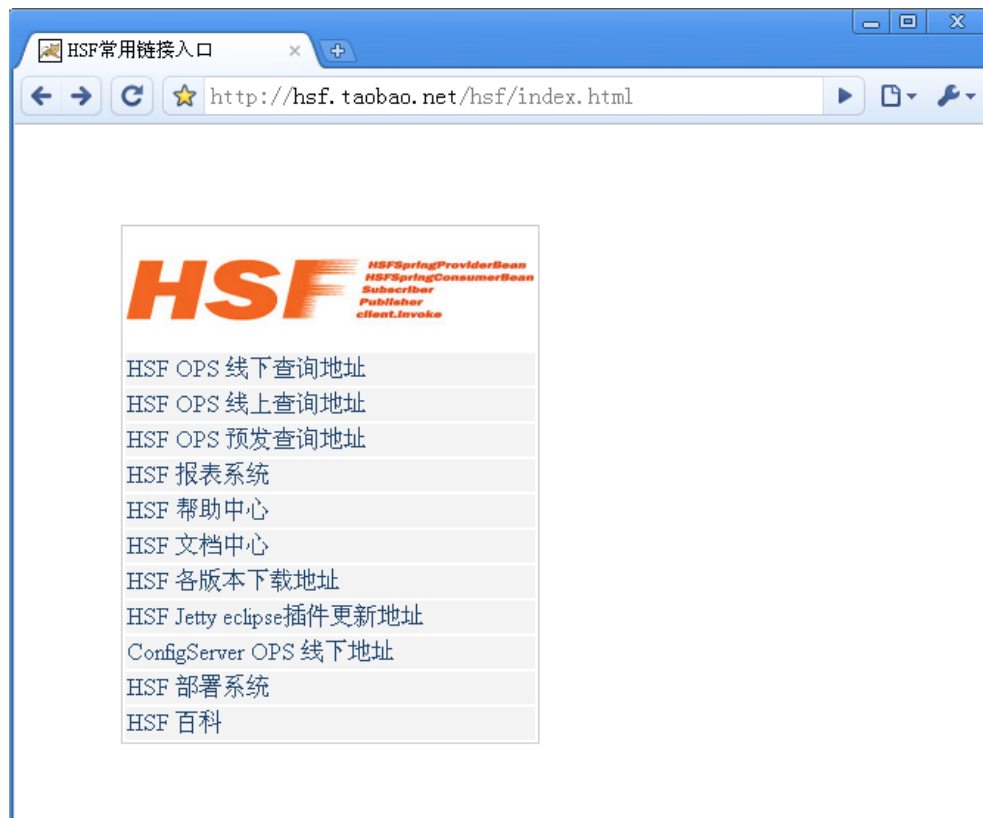 HSF常用链接入口
http://hsf.taobao.net/hsf/index.html
HSF
HSFSpringProviderBean
HSFSpringConsumerBean
Subscriber
Publisher
client.invoke
HSF OPS 线下查询地址
HSF OPS 线上查询地址
HSF OPS 预发查询地址
HSF 报表系统
HSF 帮助中心
HSF 文档中心
HSF 各版本下载地址
HSF Jetty eclipse插件更新地址
ConfigServer OPS 线下地址
HSF 部署系统
HSF 百科